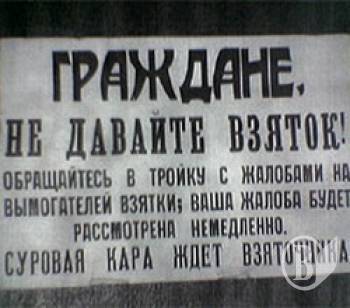 ГРАЖДАНЕ,
НЕ ДАВАЙТЕ ВЗЯТОК!
ОБРАЩАЙТЕСЬ В ТРОЙКУ С ЖАЛОБАМИ НА
ВЫМОГАТЕЛЕЙ ВЗЯТКИ; ВАША ЖАЛОБА БУДЕТ
РАССМОТРЕНА НЕМЕДЛЕННО.
СУРОВАЯ КАРА ЖДЕТ ВЗЯТОЧНИКА
В